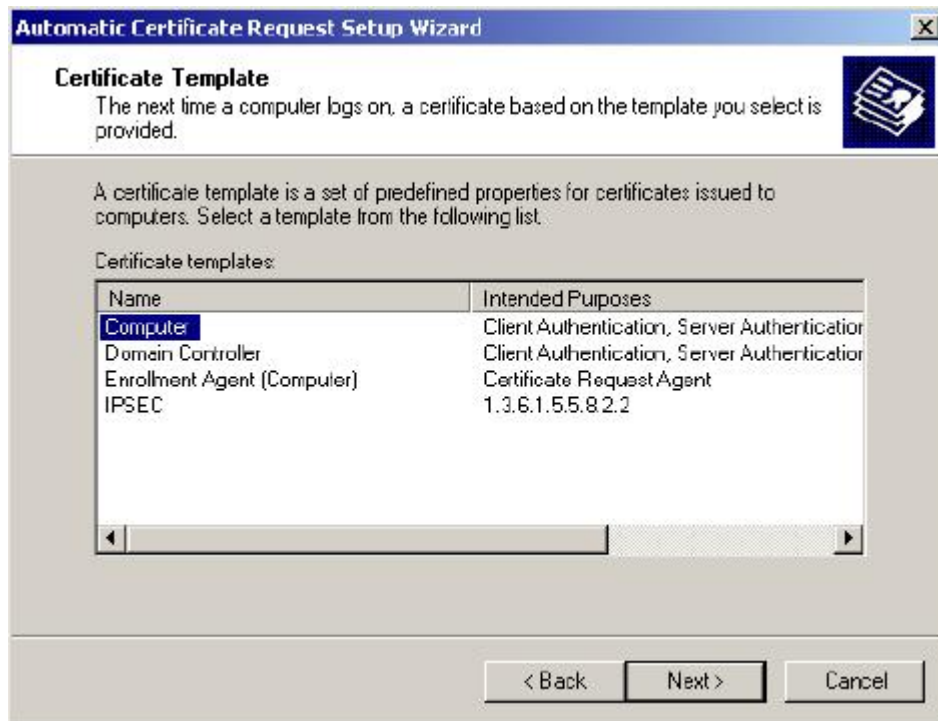 Automatic Certificate Request Setup Wizard
Certificate Template
The next time a computer logs on, a certificate based on the template you select is
provided.
A certificate template is a set of predefined properties for certificates issued to
computers. Select a template from the following list.
Certificate templates:
Name Intended Purposes
Computer Client Authentication, Server Authentication
Domain Controller Client Authentication, Server Authentication
Enrollment Agent (Computer) Certificate Request Agent
IPSEC 1.3.6.1.5.5.8.2.2
< Back Next > Cancel